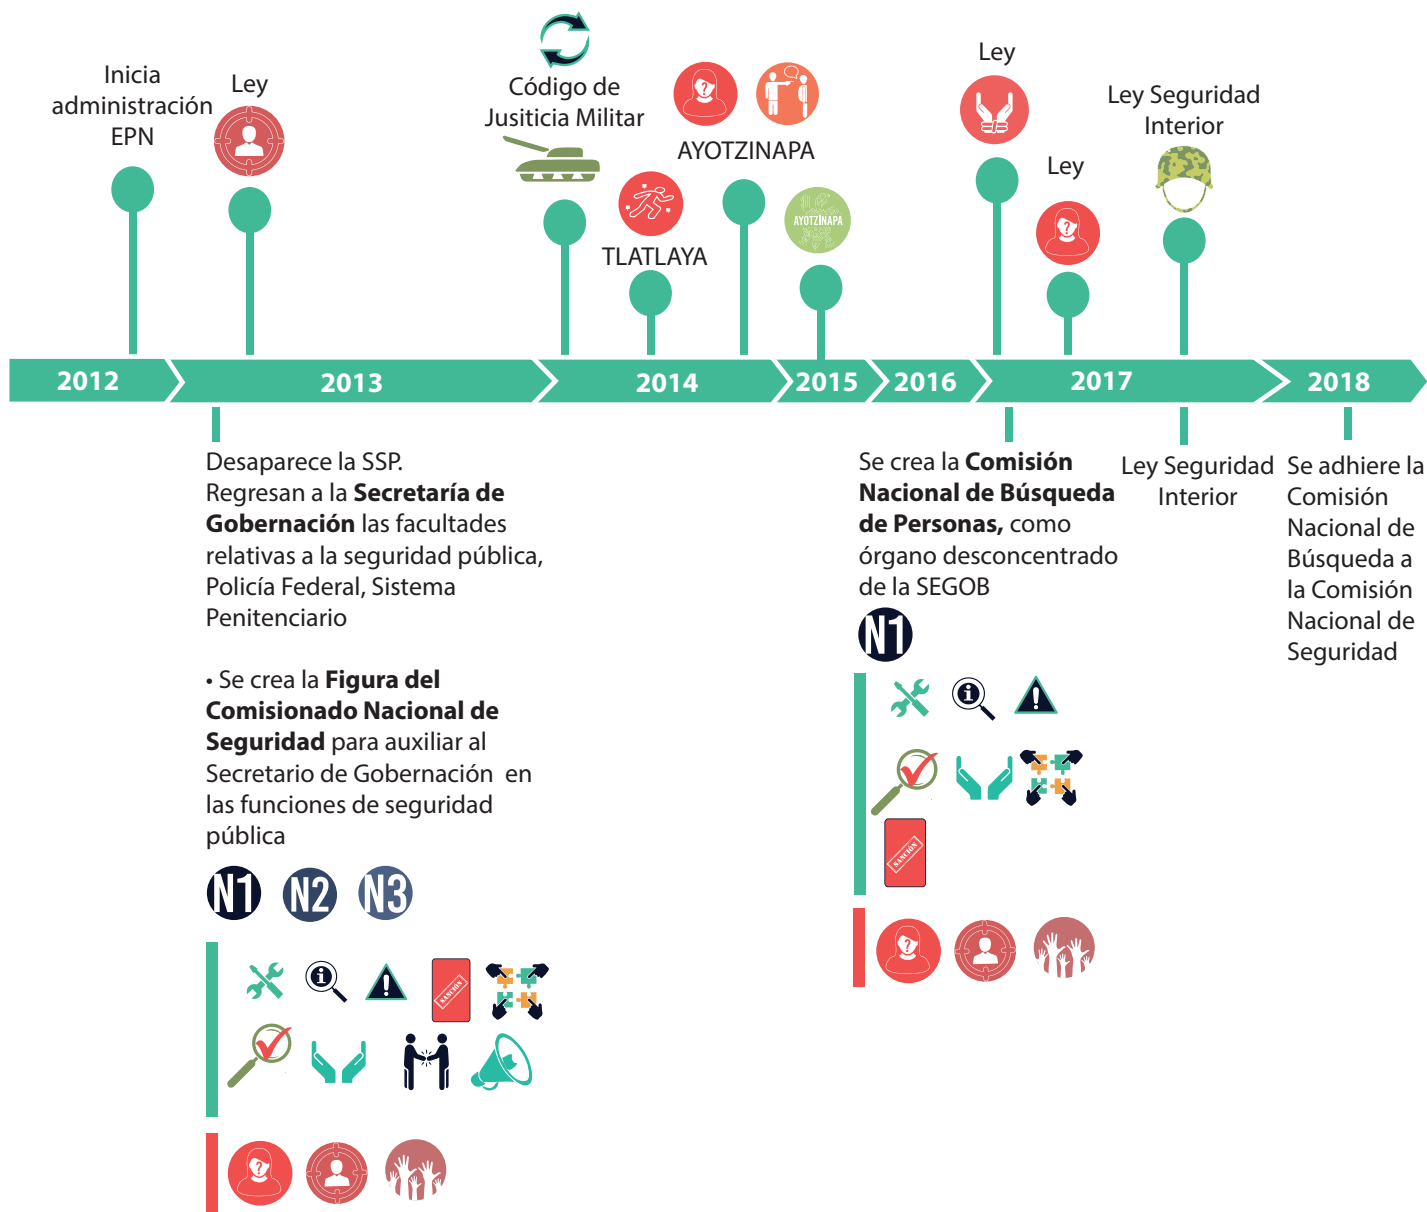 Inicia
administración
EPN
Ley
Código de
Jusiticia Militar
TLATLAYA
AYOTZINAPA
AYOTZINAPA
Ley
Ley
Ley Seguridad
Interior
2012
2013
2014
2015
2016
2017
2018
Desaparece la SSP.
Regresan a la Secretaría de
Gobernación las facultades
relativas a la seguridad pública,
Policía Federal, Sistema
Penitenciario
• Se crea la Figura del
Comisionado Nacional de
Seguridad para auxiliar al
Secretario de Gobernación en
las funciones de seguridad
pública
N1 N2 N3
SANCIÓN
Se crea la Comisión
Nacional de Búsqueda
de Personas, como
órgano desconcentrado
de la SEGOB
N1
SANCIÓN
Ley Seguridad
Interior
Se adhiere la
Comisión
Nacional de
Búsqueda a
la Comisión
Nacional de
Seguridad